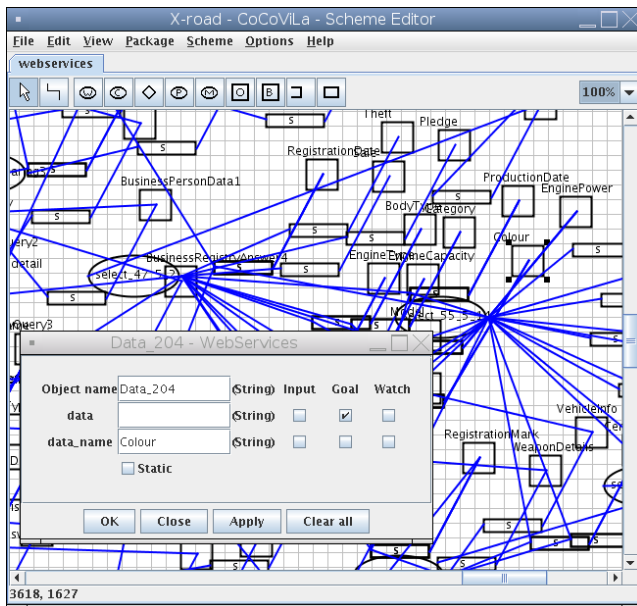 X-road - CoCoViLa - Scheme Editor
File Edit View Package Scheme Options Help
webservices
W C P M O B 100%
Theft
Pledge
S
RegistrationDate
S
ProductionDate
BusinessPersonData1
EnginePower
S
BodyType
Category
S
Colour
S
detail
BusinessRegistryAnswer4
EngineCapacity
select_47_5_2
S
S
S
Query3
Model
Data_204 - WebServices
Object name Data_204 (String) Input Goal Watch
data (String)
data_name Colour (String)
Static
OK Close Apply Clear all
VehicleInfo
RegistrationMark
WeaponDetails
S
S
S
S
S
3618, 1627